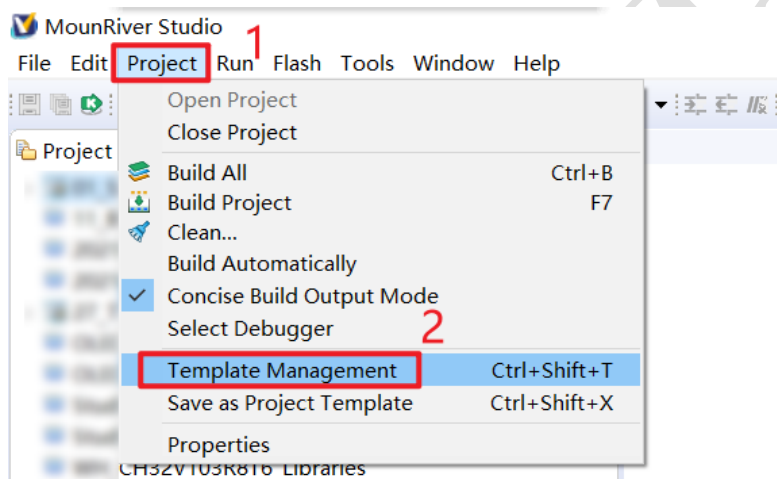 MounRiver Studio
1
File Edit Project Run Flash Tools Window Help
Open Project
Close Project
Project
Build All Ctrl+B
Build Project F7
Clean...
Build Automatically
Concise Build Output Mode
Select Debugger
2
Template Management Ctrl+Shift+T
Save as Project Template Ctrl+Shift+X
Properties
CH32V103R8T6 Libraries